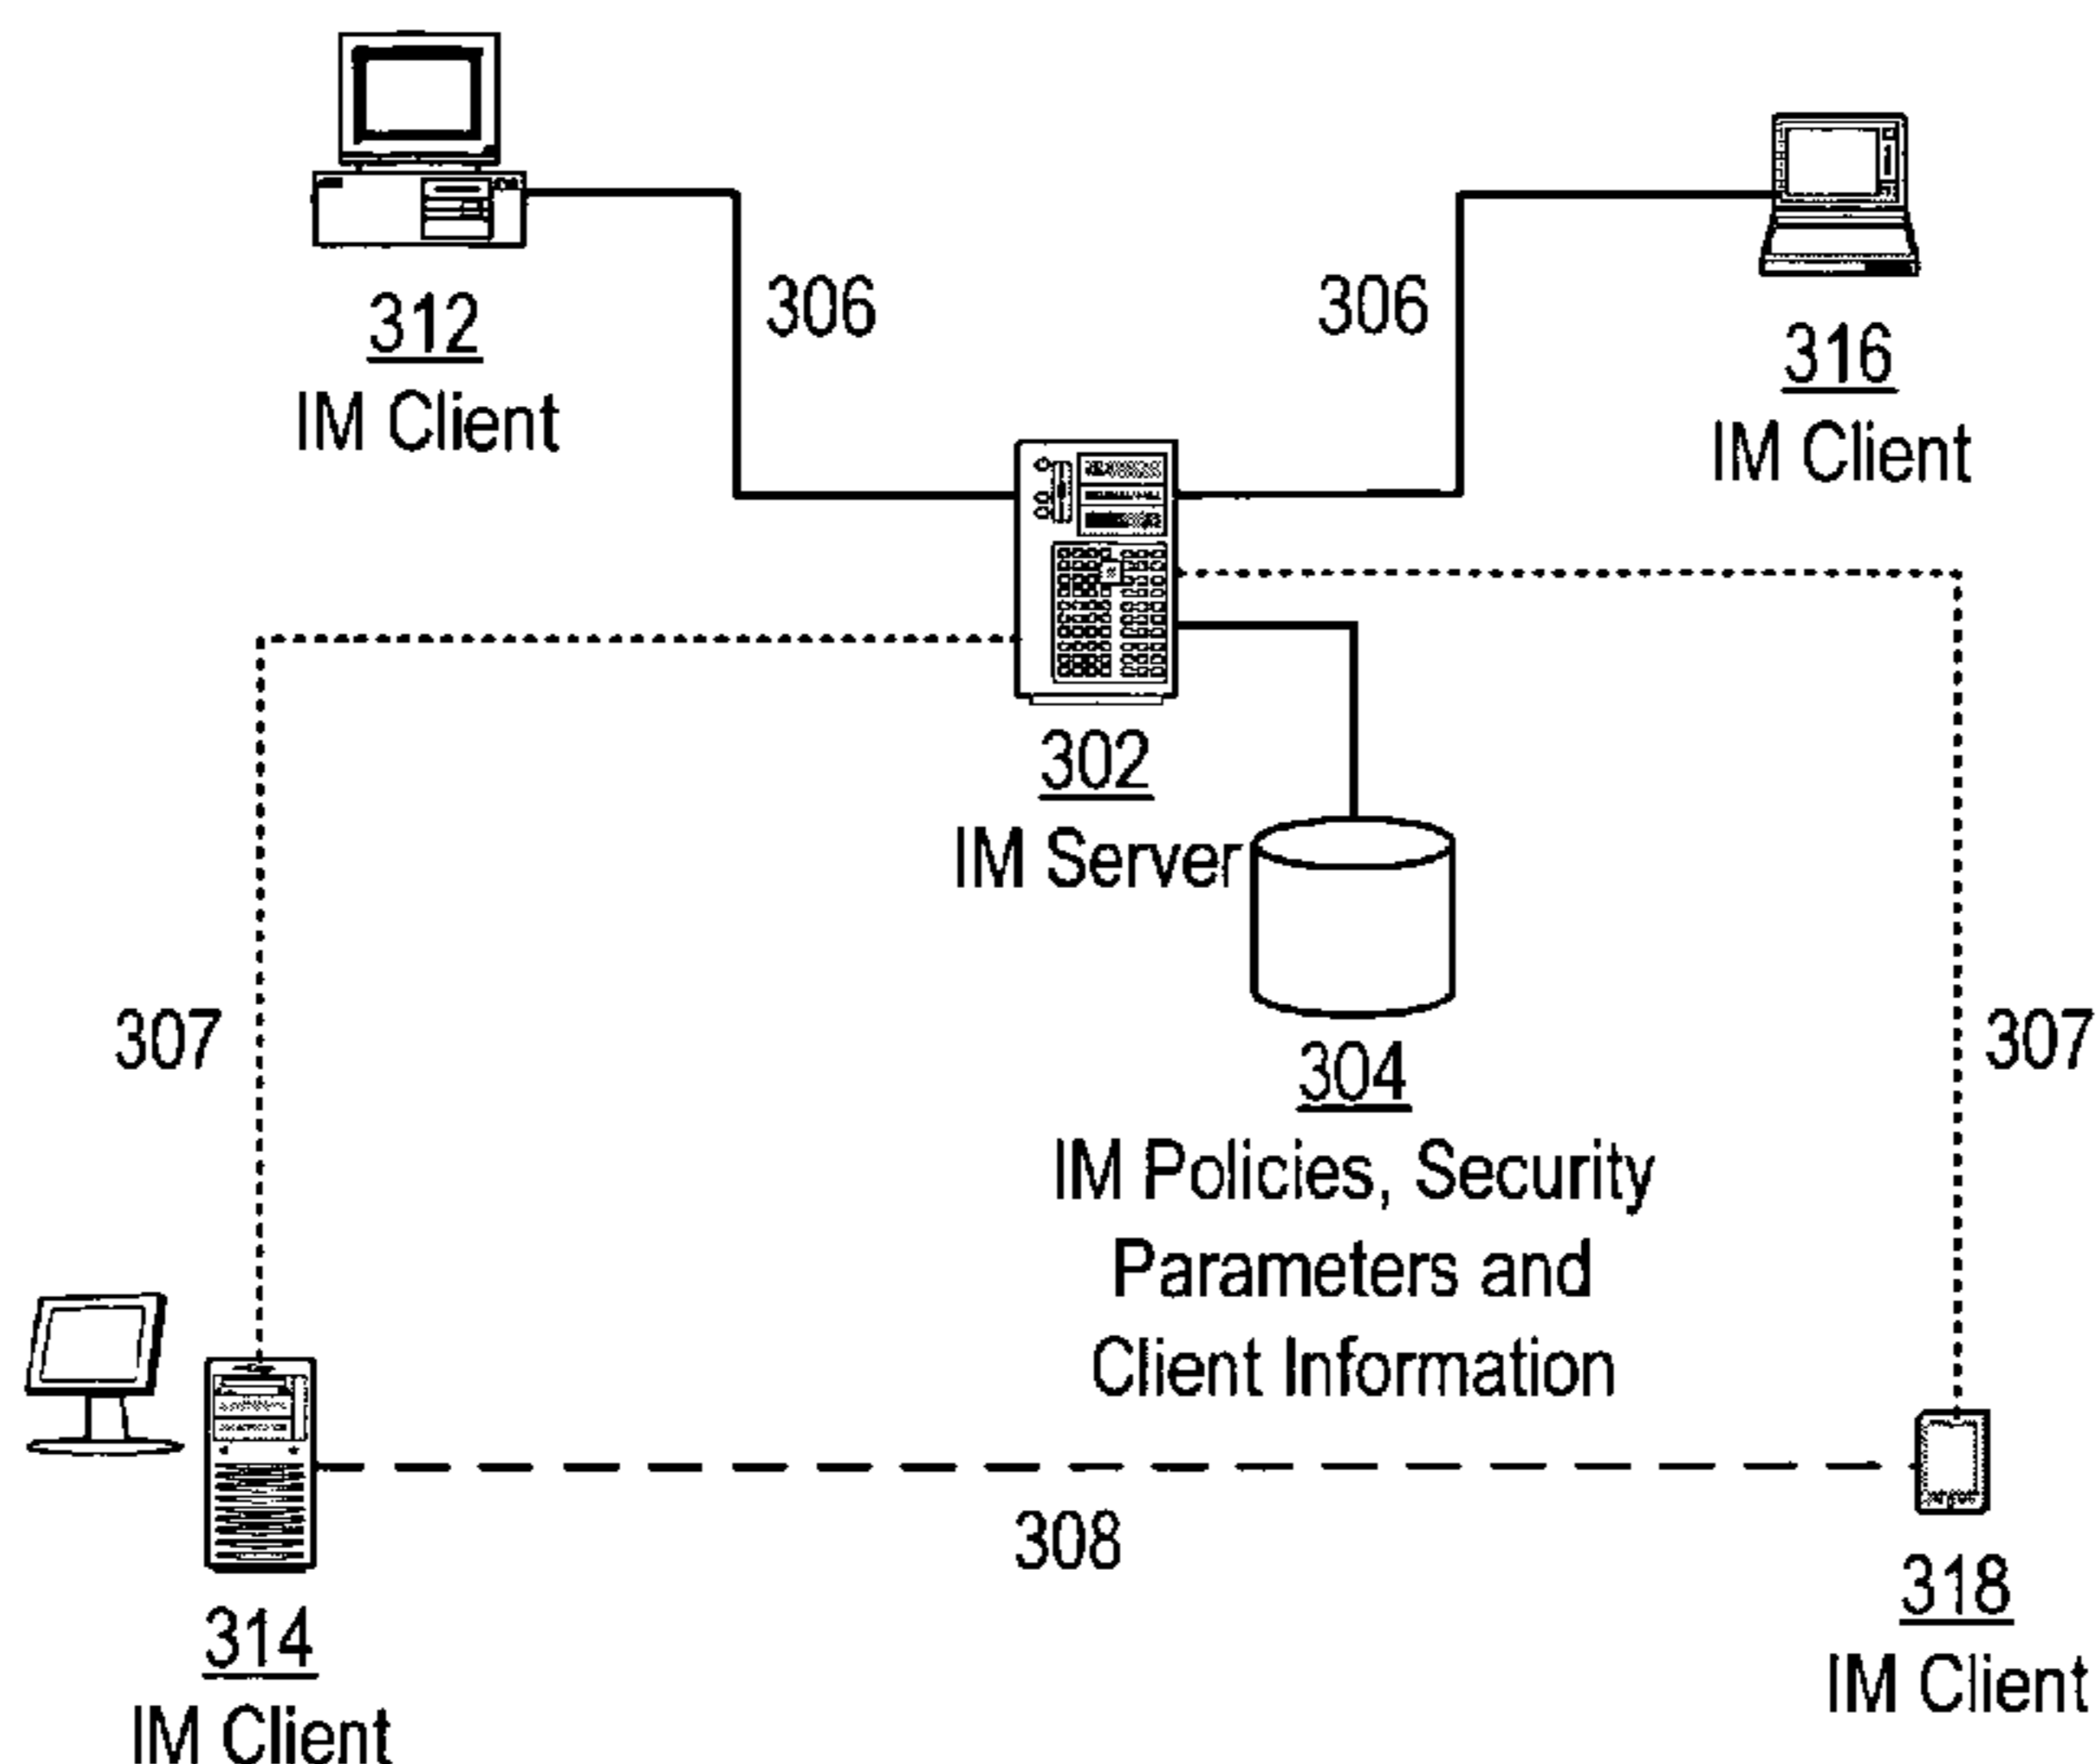 312
IM Client
306
306
316
IM Client
302
IM Server
307
307
304
IM Policies, Security
Parameters and
Client Information
308
314
IM Client
318
IM Client